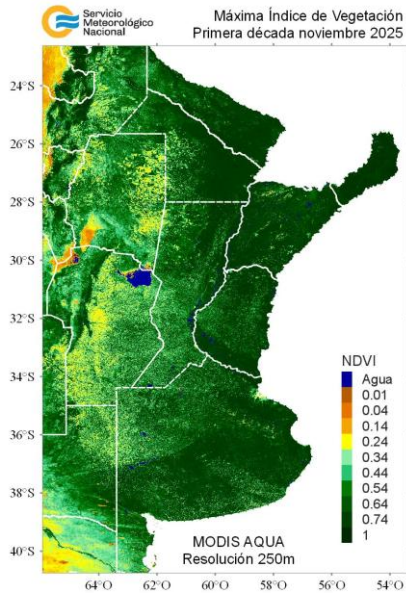 Servicio
Meteorológico
Nacional
Máxima Índice de Vegetación
Primera década noviembre 2025
24°S
26°S
28°S
30°S
32°S
34°S
36°S
38°S
40°S
NDVI
Agua
0.01
0.04
0.14
0.24
0.34
0.44
0.54
0.64
0.74
1
MODIS AQUA
Resolución 250m
64°O
62°O
60°O
58°O
56°O
54°O